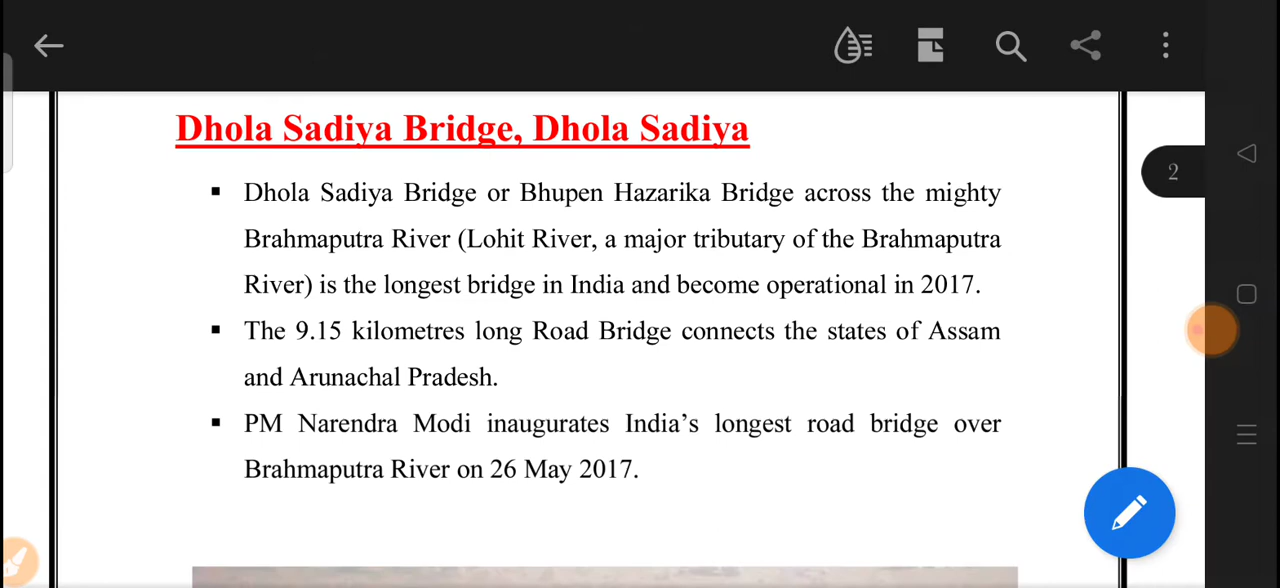 Dhola Sadiya Bridge, Dhola Sadiya
▪ Dhola Sadiya Bridge or Bhupen Hazarika Bridge across the mighty
Brahmaputra River (Lohit River, a major tributary of the Brahmaputra
River) is the longest bridge in India and become operational in 2017.
▪ The 9.15 kilometres long Road Bridge connects the states of Assam
and Arunachal Pradesh.
▪ PM Narendra Modi inaugurates India’s longest road bridge over
Brahmaputra River on 26 May 2017.
2